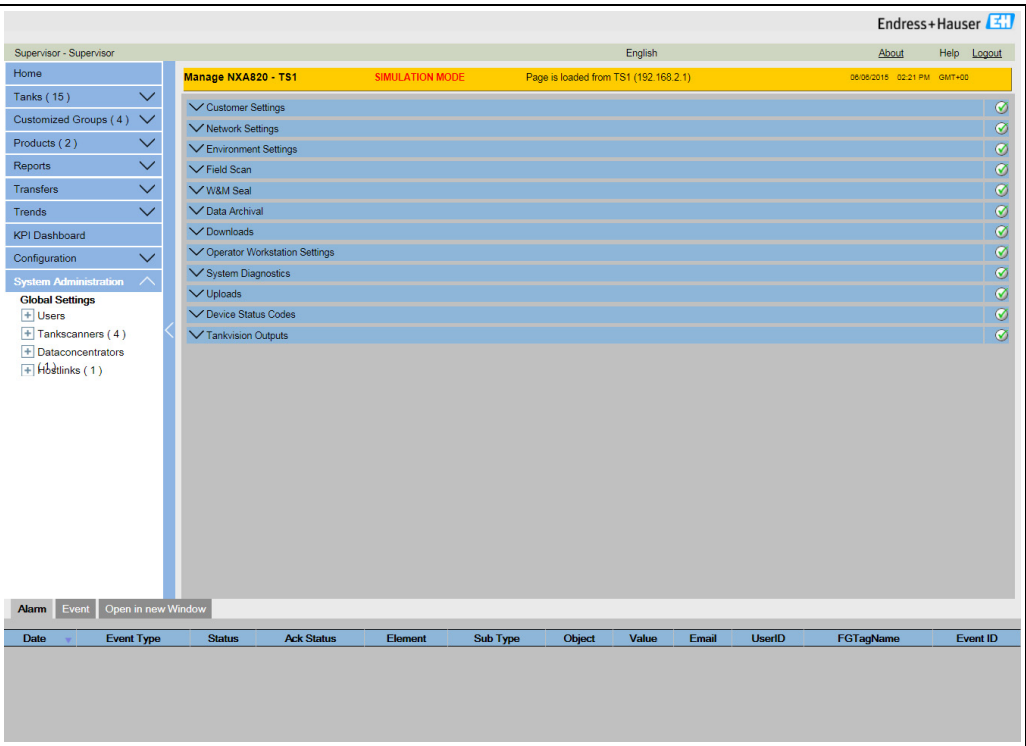 Endress+Hauser EH
Supervisor - Supervisor English About Help Logout
Home
Tanks ( 15 )
Customized Groups ( 4 )
Products ( 2 )
Reports
Transfers
Trends
KPI Dashboard
Configuration
System Administration
Global Settings
Users
Tankscanners ( 4 )
Dataconcentrators
( 1 )
Hostlinks ( 1 )
Manage NXA820 - TS1 SIMULATION MODE Page is loaded from TS1 (192.168.2.1) 06/06/2015 02:21 PM GMT+00
Customer Settings
Network Settings
Environment Settings
Field Scan
W&M Seal
Data Archival
Downloads
Operator Workstation Settings
System Diagnostics
Uploads
Device Status Codes
Tankvision Outputs
Alarm Event Open in new Window
Date Event Type Status Ack Status Element Sub Type Object Value Email UserID FGTagName Event ID